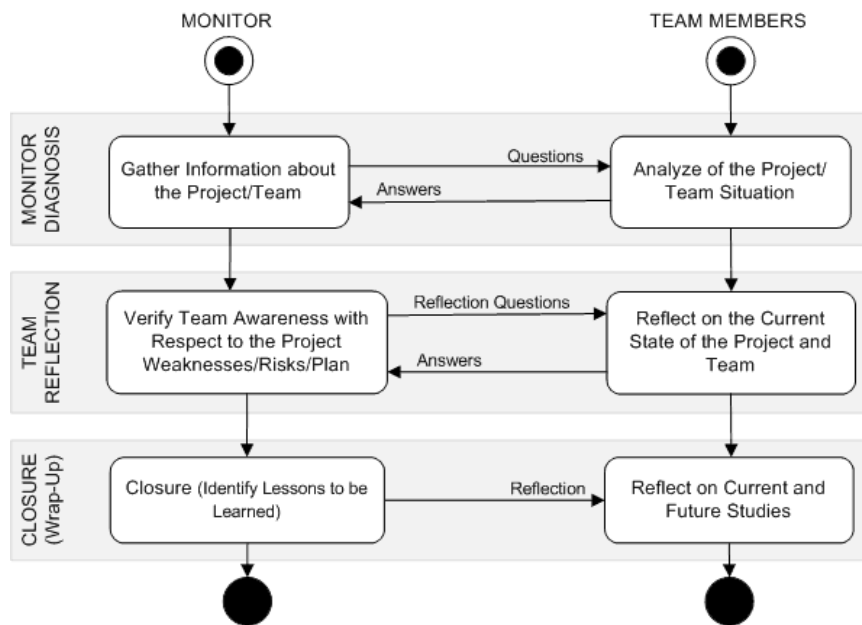 MONITOR
TEAM MEMBERS
MONITOR
DIAGNOSIS
Gather Information about
the Project/Team
Questions
Answers
Analyze of the Project/
Team Situation
TEAM
REFLECTION
Verify Team Awareness with
Respect to the Project
Weaknesses/Risks/Plan
Reflection Questions
Answers
Reflect on the Current
State of the Project and
Team
CLOSURE
(Wrap-Up)
Closure (Identify Lessons to be
Learned)
Reflection
Reflect on Current and
Future Studies